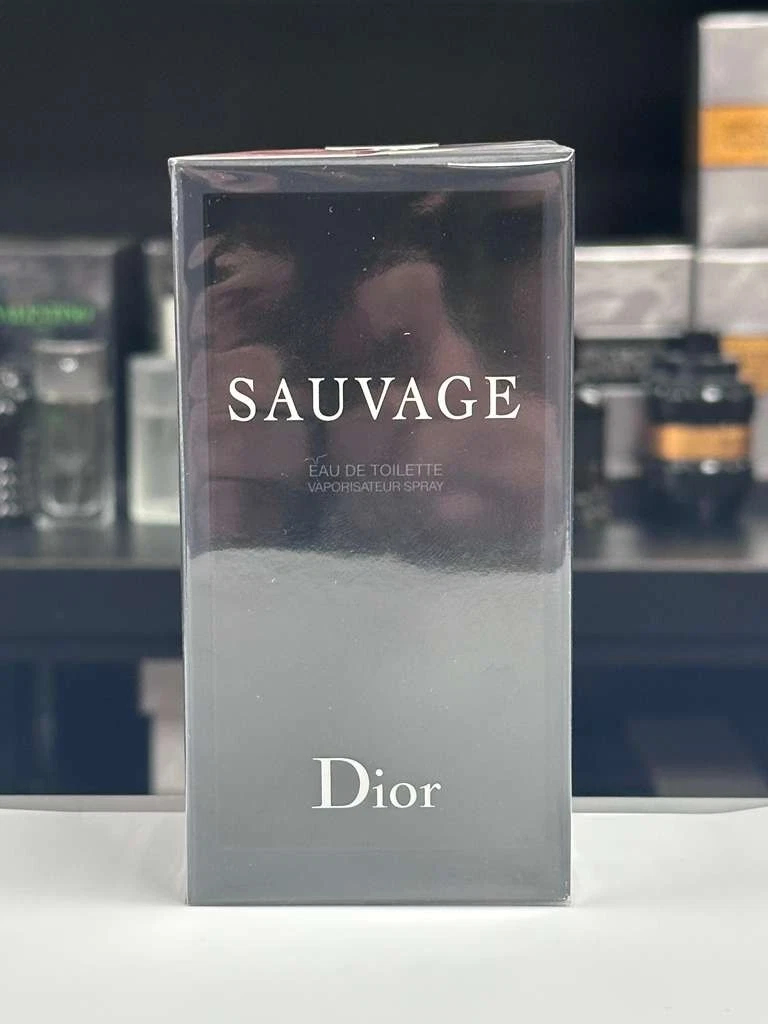 SAUVAGE
EAU DE TOILETTE
VAPORISATEUR SPRAY
Dior